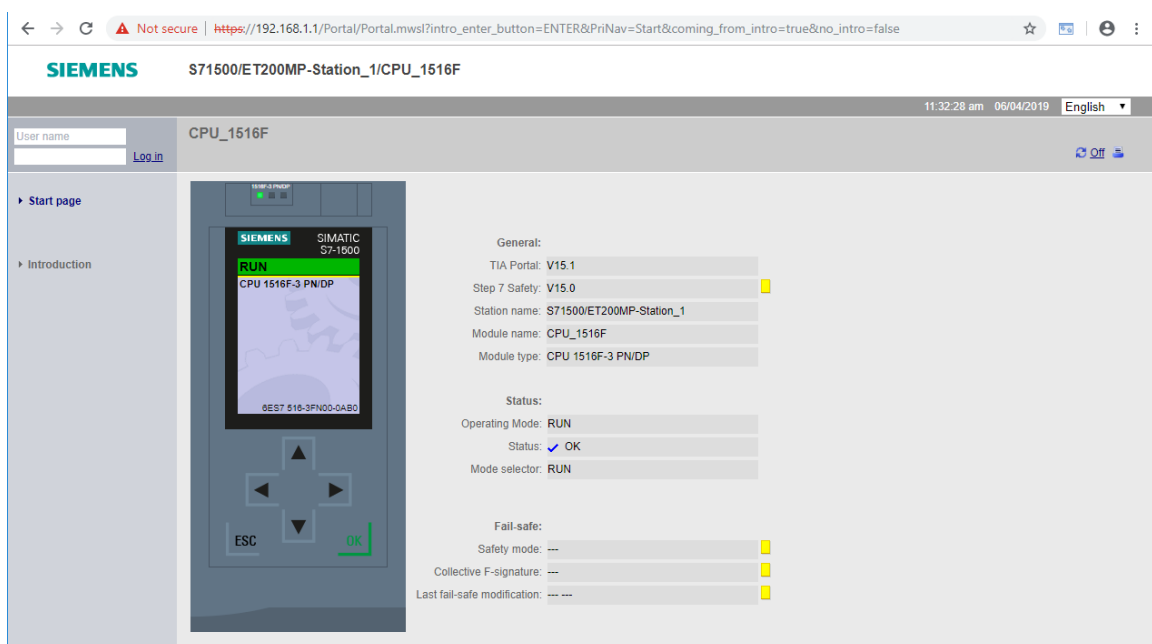 Not secure | https://192.168.1.1/Portal/Portal.mwsl?intro_enter_button=ENTER&PriNav=Start&coming_from_intro=true&no_intro=false
SIEMENS S71500/ET200MP-Station_1/CPU_1516F
11:32:28 am 06/04/2019 English
User name
Log in
CPU_1516F
Off
Start page
Introduction
1516F-3 PN/DP
SIEMENS SIMATIC
S7-1500
RUN
CPU 1516F-3 PN/DP
6ES7 516-3FN00-0AB0
ESC OK
General:
TIA Portal: V15.1
Step 7 Safety: V15.0
Station name: S71500/ET200MP-Station_1
Module name: CPU_1516F
Module type: CPU 1516F-3 PN/DP
Status:
Operating Mode: RUN
Status: OK
Mode selector: RUN
Fail-safe:
Safety mode: ---
Collective F-signature: ---
Last fail-safe modification: --- ---